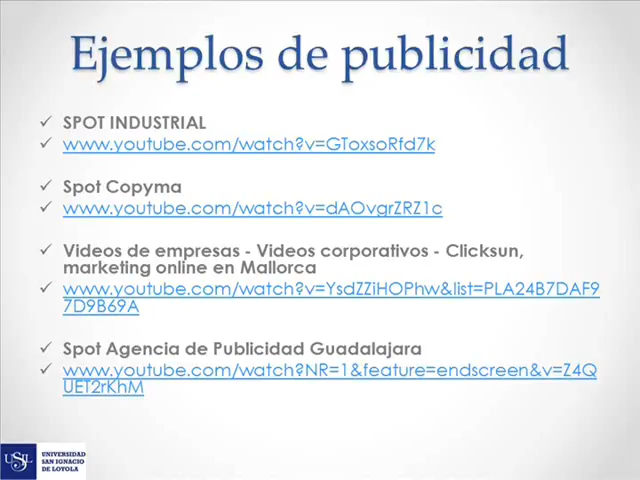 Ejemplos de publicidad
✓ SPOT INDUSTRIAL
✓ www.youtube.com/watch?v=GToxsoRfd7k
✓ Spot Copyma
✓ www.youtube.com/watch?v=dAOvgrZRZ1c
✓ Videos de empresas - Videos corporativos - Clicksun,
marketing online en Mallorca
✓ www.youtube.com/watch?v=YsdZZiHOPhw&list=PLA24B7DAF9
7D9B69A
✓ Spot Agencia de Publicidad Guadalajara
✓ www.youtube.com/watch?NR=1&feature=endscreen&v=Z4Q
UET2rKhM
USIL
UNIVERSIDAD
SAN IGNACIO
DE LOYOLA